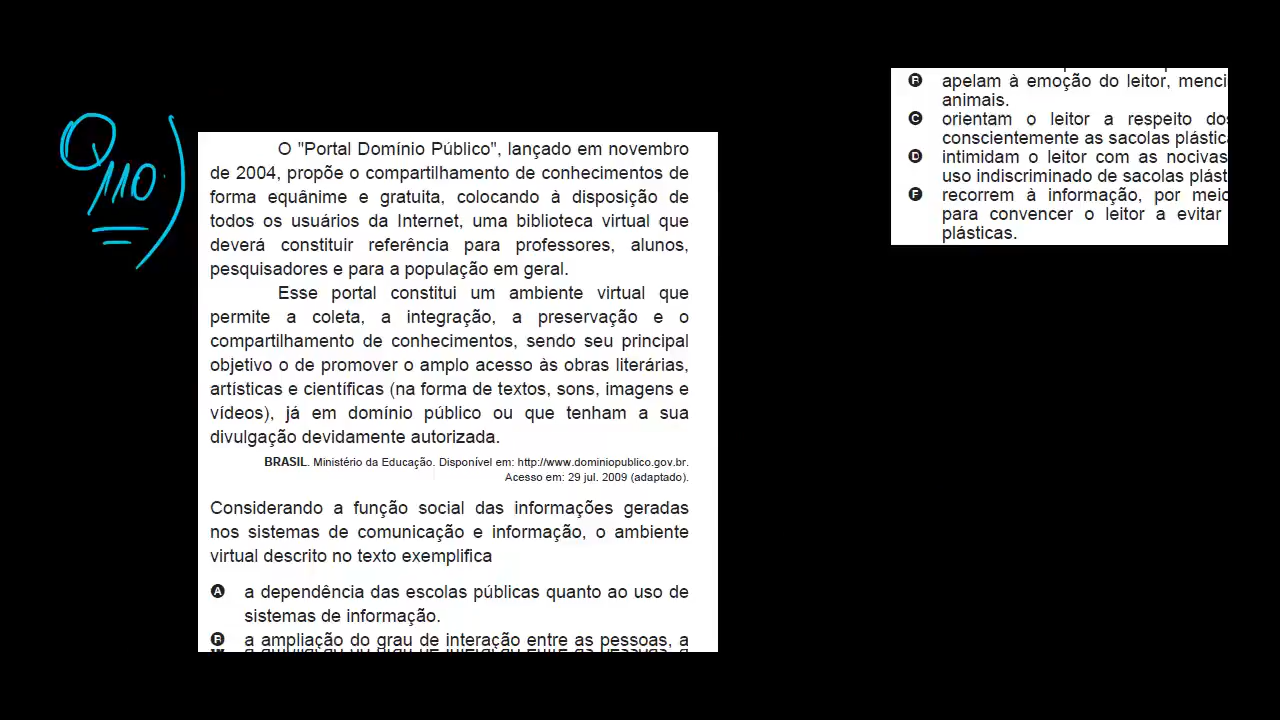 Q110)
O "Portal Domínio Público", lançado em novembro
de 2004, propõe o compartilhamento de conhecimentos de
forma equânime e gratuita, colocando à disposição de
todos os usuários da Internet, uma biblioteca virtual que
deverá constituir referência para professores, alunos,
pesquisadores e para a população em geral.
Esse portal constitui um ambiente virtual que
permite a coleta, a integração, a preservação e o
compartilhamento de conhecimentos, sendo seu principal
objetivo o de promover o amplo acesso às obras literárias,
artísticas e científicas (na forma de textos, sons, imagens e
vídeos), já em domínio público ou que tenham a sua
divulgação devidamente autorizada.
BRASIL. Ministério da Educação. Disponível em: http://www.dominiopublico.gov.br.
Acesso em: 29 jul. 2009 (adaptado).
Considerando a função social das informações geradas
nos sistemas de comunicação e informação, o ambiente
virtual descrito no texto exemplifica
A a dependência das escolas públicas quanto ao uso de
sistemas de informação.
B a ampliação do grau de interação entre as pessoas, a
B apelam à emoção do leitor, menci
animais.
C orientam o leitor a respeito dos
conscientemente as sacolas plástic
D intimidam o leitor com as nocivas
uso indiscriminado de sacolas plást
E recorrem à informação, por meio
para convencer o leitor a evitar
plásticas.